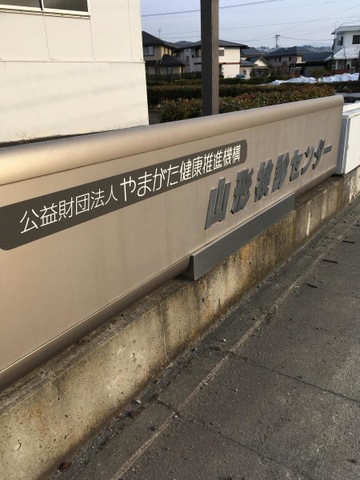 公益財団法人 やまがた健康推進機構
山形検診センター